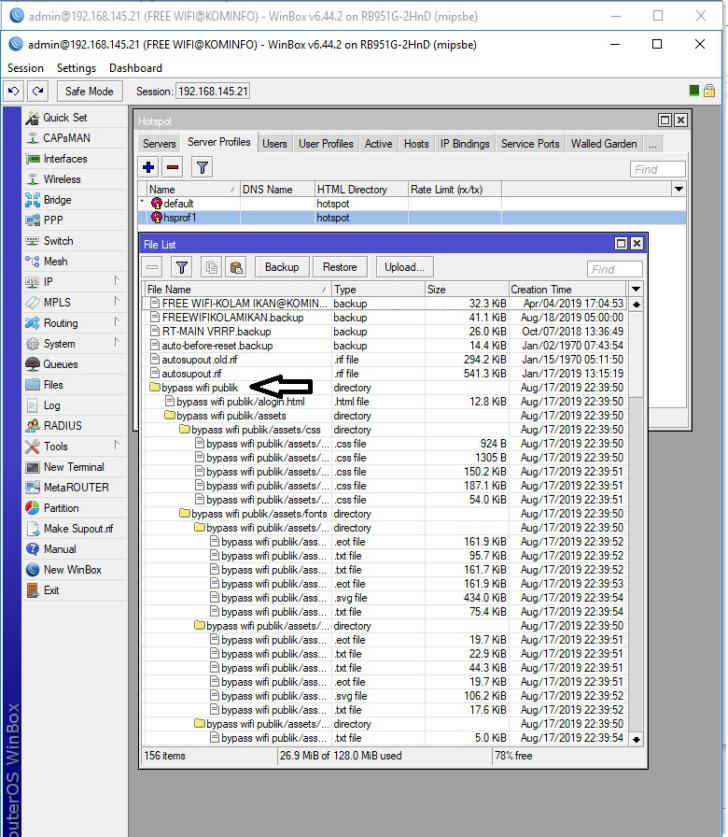 admin@192.168.145.21 (FREE WIFI@KOMINFO) - WinBox v6.44.2 on RB951G-2HnD (mipsbe)
admin@192.168.145.21 (FREE WIFI@KOMINFO) - WinBox v6.44.2 on RB951G-2HnD (mipsbe)
Session Settings Dashboard
Safe Mode Session: 192.168.145.21
Quick Set
CAPsMAN
Interfaces
Wireless
Bridge
PPP
Switch
Mesh
IP
MPLS
Routing
System
Queues
Files
Log
RADIUS
Tools
New Terminal
MetaROUTER
Partition
Make Supout.rif
Manual
New WinBox
Exit
outerOS WinBox
Hotspot
Servers Server Profiles Users User Profiles Active Hosts IP Bindings Service Ports Walled Garden ...
Find
Name DNS Name HTML Directory Rate Limit (rx/tx)
* default hotspot
hsprof1 hotspot
File List
Backup Restore Upload... Find
File Name Type Size Creation Time
FREE WIFI-KOLAM IKAN@KOMIN... backup 32.3 KiB Apr/04/2019 17:04:53
FREEWIFIKOLAMIKAN.backup backup 41.1 KiB Aug/18/2019 05:00:00
RT-MAIN VRRP.backup backup 26.0 KiB Oct/07/2018 13:36:49
auto-before-reset.backup backup 14.4 KiB Jan/02/1970 07:43:54
autosupout.old.rif .rif file 294.2 KiB Jan/15/1970 05:11:50
autosupout.rif .rif file 541.3 KiB Jan/17/2019 13:15:19
bypass wifi publik directory Aug/17/2019 22:39:50
bypass wifi publik/alogin.html .html file 12.8 KiB Aug/17/2019 22:39:50
bypass wifi publik/assets directory Aug/17/2019 22:39:50
bypass wifi publik/assets/css directory Aug/17/2019 22:39:50
bypass wifi publik/assets/... .css file 924 B Aug/17/2019 22:39:50
bypass wifi publik/assets/... .css file 1305 B Aug/17/2019 22:39:50
bypass wifi publik/assets/... .css file 150.2 KiB Aug/17/2019 22:39:51
bypass wifi publik/assets/... .css file 187.1 KiB Aug/17/2019 22:39:51
bypass wifi publik/assets/... .css file 54.0 KiB Aug/17/2019 22:39:51
bypass wifi publik/assets/fonts directory Aug/17/2019 22:39:50
bypass wifi publik/assets/... directory Aug/17/2019 22:39:50
bypass wifi publik/ass... .eot file 161.9 KiB Aug/17/2019 22:39:52
bypass wifi publik/ass... .txt file 95.7 KiB Aug/17/2019 22:39:52
bypass wifi publik/ass... .txt file 161.7 KiB Aug/17/2019 22:39:52
bypass wifi publik/ass... .eot file 161.9 KiB Aug/17/2019 22:39:53
bypass wifi publik/ass... .svg file 434.0 KiB Aug/17/2019 22:39:54
bypass wifi publik/ass... .txt file 75.4 KiB Aug/17/2019 22:39:54
bypass wifi publik/assets/... directory Aug/17/2019 22:39:50
bypass wifi publik/ass... .eot file 19.7 KiB Aug/17/2019 22:39:51
bypass wifi publik/ass... .txt file 22.9 KiB Aug/17/2019 22:39:51
bypass wifi publik/ass... .txt file 44.3 KiB Aug/17/2019 22:39:51
bypass wifi publik/ass... .eot file 19.7 KiB Aug/17/2019 22:39:51
bypass wifi publik/ass... .svg file 106.2 KiB Aug/17/2019 22:39:52
bypass wifi publik/ass... .txt file 17.6 KiB Aug/17/2019 22:39:52
bypass wifi publik/assets/... directory Aug/17/2019 22:39:50
bypass wifi publik/ass... .txt file 5.0 KiB Aug/17/2019 22:39:54
156 items 26.9 MiB of 128.0 MiB used 78% free